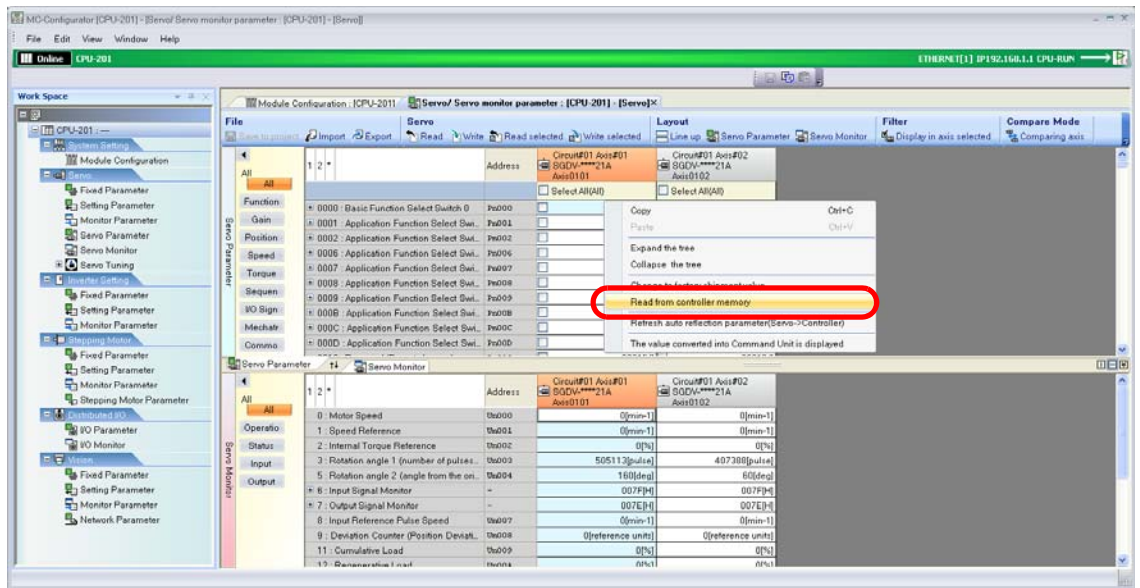 MC-Configurator [CPU-201] - [Servo/ Servo monitor parameter : [CPU-201] - [Servo]]
File Edit View Window Help
Online CPU-201 ETHERNET[1] IP192.168.1.1 CPU-RUN
Work Space
CPU-201 : ---
System Setting
Module Configuration
Servo
Fixed Parameter
Setting Parameter
Monitor Parameter
Servo Parameter
Servo Monitor
Servo Tuning
Inverter Setting
Fixed Parameter
Setting Parameter
Monitor Parameter
Stepping Motor
Fixed Parameter
Setting Parameter
Monitor Parameter
Stepping Motor Parameter
Distributed I/O
I/O Parameter
I/O Monitor
Vision
Fixed Parameter
Setting Parameter
Monitor Parameter
Network Parameter
Module Configuration : [CPU-201] Servo/ Servo monitor parameter : [CPU-201] - [Servo]
File Servo Layout Filter Compare Mode
Save to project Import Export Read Write Read selected Write selected Line up Servo Parameter Servo Monitor Display in axis selected Comparing axis
Servo Parameter
All
All
Function
Gain
Position
Speed
Torque
Sequen
I/O Sign
Mechatr
Comma
1 2 * Address Circuit#01 Axis#01 Circuit#01 Axis#02
SGDV-****21A SGDV-****21A
Axis0101 Axis0102
Select All(All) Select All(All)
0000 : Basic Function Select Switch 0 Pn000
0001 : Application Function Select Swi.. Pn001
0002 : Application Function Select Swi.. Pn002
0006 : Application Function Select Swi.. Pn006
0007 : Application Function Select Swi.. Pn007
0008 : Application Function Select Swi.. Pn008
0009 : Application Function Select Swi.. Pn009
000B : Application Function Select Swi.. Pn00B
000C : Application Function Select Swi.. Pn00C
000D : Application Function Select Swi.. Pn00D
Copy Ctrl+C
Paste Ctrl+V
Expand the tree
Collapse the tree
Change to factory shipment value
Read from controller memory
Refresh auto reflection parameter(Servo->Controller)
The value converted into Command Unit is displayed
Servo Parameter Servo Monitor
Servo Monitor
All
All
Operatio
Status
Input
Output
1 2 * Address Circuit#01 Axis#01 Circuit#01 Axis#02
SGDV-****21A SGDV-****21A
Axis0101 Axis0102
0 : Motor Speed Un000 0[min-1] 0[min-1]
1 : Speed Reference Un001 0[min-1] 0[min-1]
2 : Internal Torque Reference Un002 0[%] 0[%]
3 : Rotation angle 1 (number of pulses.. Un003 505113[pulse] 407388[pulse]
5 : Rotation angle 2 (angle from the ori.. Un004 160[deg] 60[deg]
6 : Input Signal Monitor - 007F[H] 007F[H]
7 : Output Signal Monitor - 007E[H] 007E[H]
8 : Input Reference Pulse Speed Un007 0[min-1] 0[min-1]
9 : Deviation Counter (Position Deviati.. Un008 0[reference units] 0[reference units]
11 : Cumulative Load Un009 0[%] 0[%]
12 : Regenerative Load Un00A 0[%] 0[%]